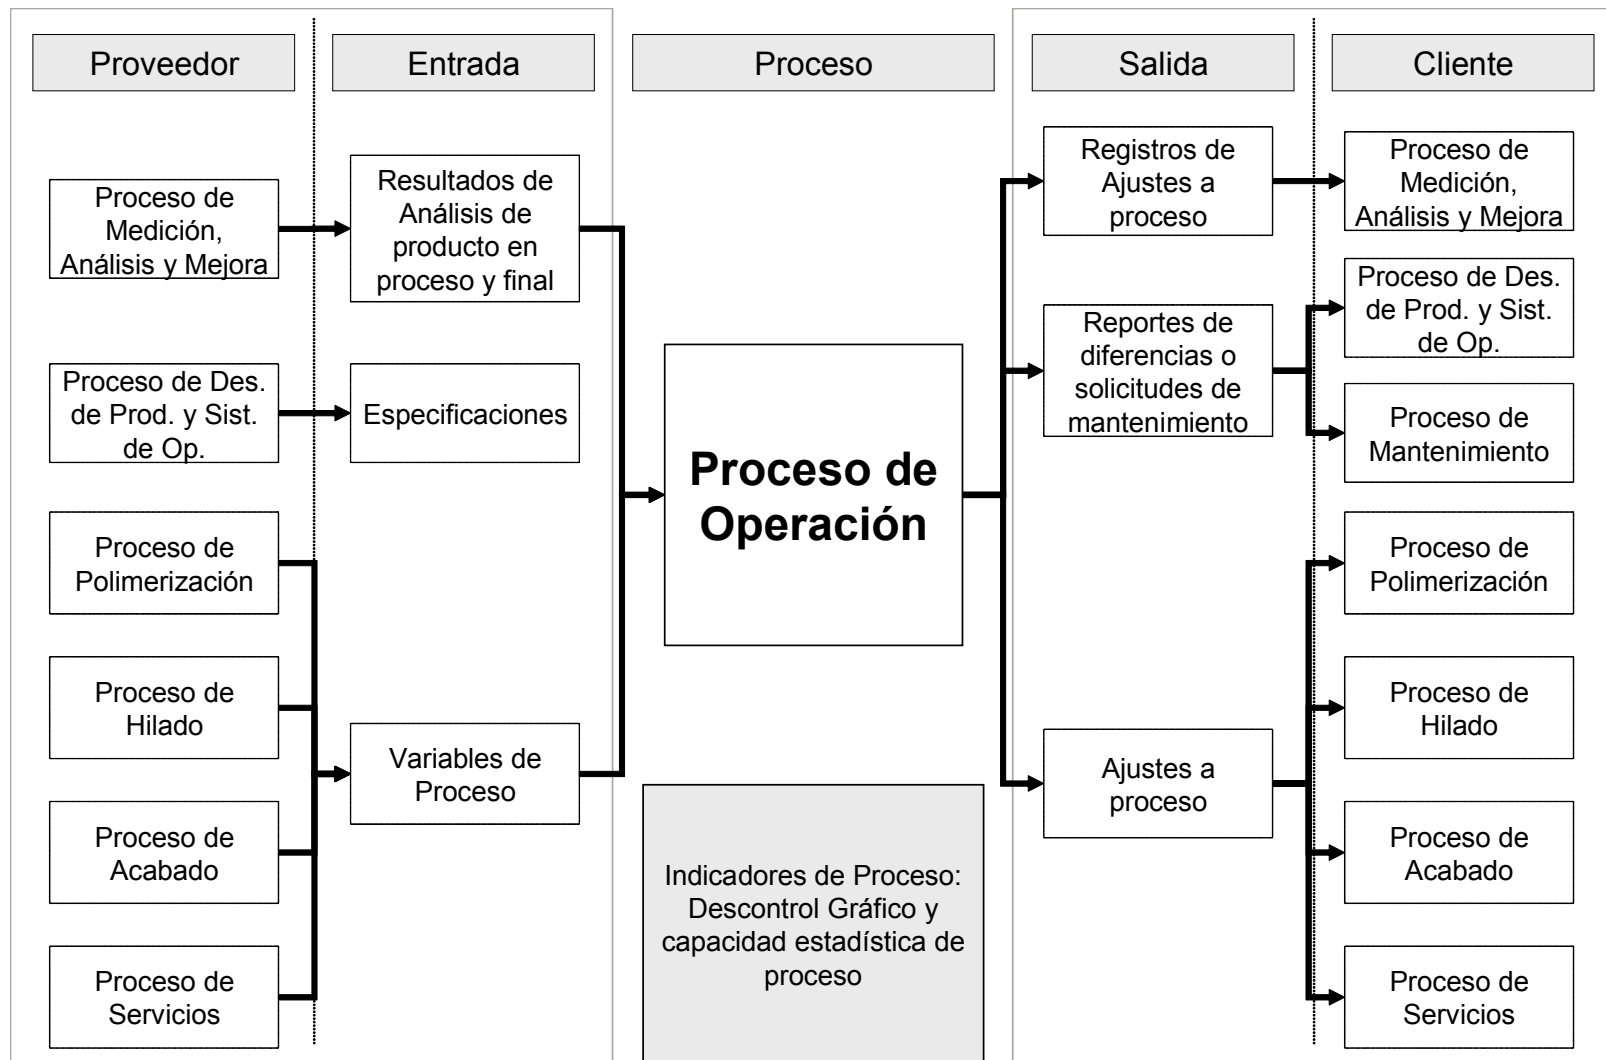 Proveedor
Entrada
Proceso
Salida
Cliente
Proceso de
Medición,
Análisis y Mejora
Proceso de Des.
de Prod. y Sist.
de Op.
Proceso de
Polimerización
Proceso de
Hilado
Proceso de
Acabado
Proceso de
Servicios
Resultados de
Análisis de
producto en
proceso y final
Especificaciones
Variables de
Proceso
Proceso de
Operación
Indicadores de Proceso:
Descontrol Gráfico y
capacidad estadística de
proceso
Registros de
Ajustes a
proceso
Reportes de
diferencias o
solicitudes de
mantenimiento
Ajustes a
proceso
Proceso de
Medición,
Análisis y Mejora
Proceso de Des.
de Prod. y Sist.
de Op.
Proceso de
Mantenimiento
Proceso de
Polimerización
Proceso de
Hilado
Proceso de
Acabado
Proceso de
Servicios